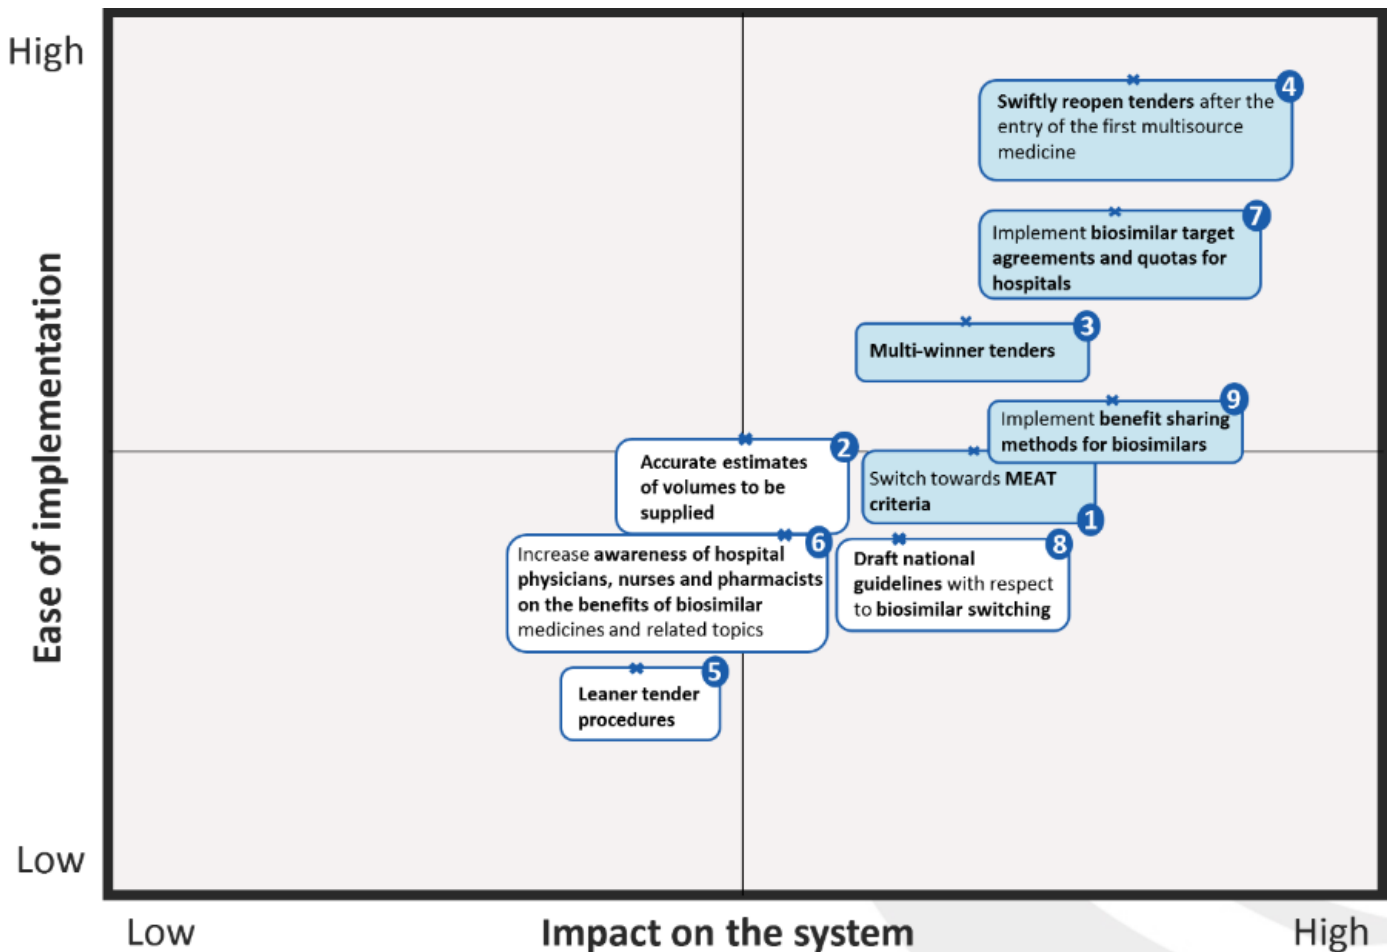 High
4
Swiftly reopen tenders after the
entry of the first multisource
medicine
7
Implement biosimilar target
agreements and quotas for
hospitals
3
Multi-winner tenders
9
Implement benefit sharing
methods for biosimilars
2
Accurate estimates
of volumes to be
supplied
Switch towards MEAT
criteria
1
6
Increase awareness of hospital
physicians, nurses and pharmacists
on the benefits of biosimilar
medicines and related topics
8
Draft national
guidelines with respect
to biosimilar switching
5
Leaner tender
procedures
Ease of implementation
Low
Low
Impact on the system
High